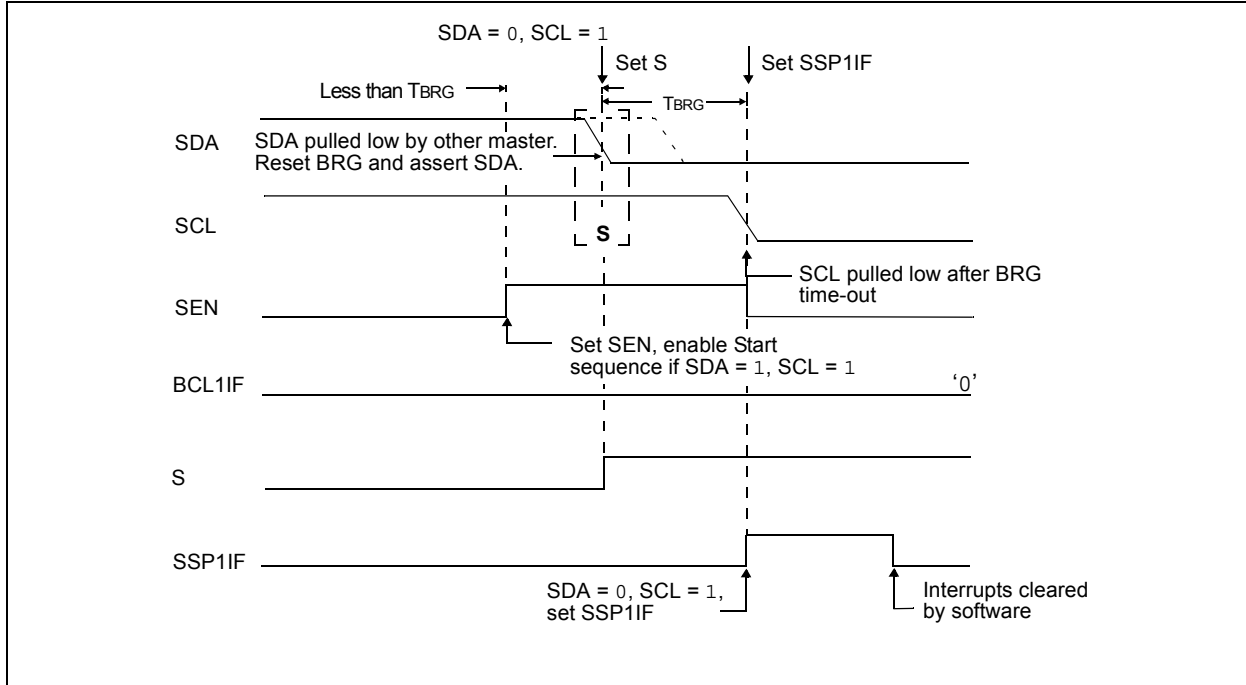 SDA = 0, SCL = 1
Set S
Set SSP1IF
Less than TBRG
TBRG
SDA
SDA pulled low by other master.
Reset BRG and assert SDA.
SCL
S
SCL pulled low after BRG
time-out
SEN
Set SEN, enable Start
sequence if SDA = 1, SCL = 1
BCL1IF
‘0’
S
SSP1IF
SDA = 0, SCL = 1,
set SSP1IF
Interrupts cleared
by software